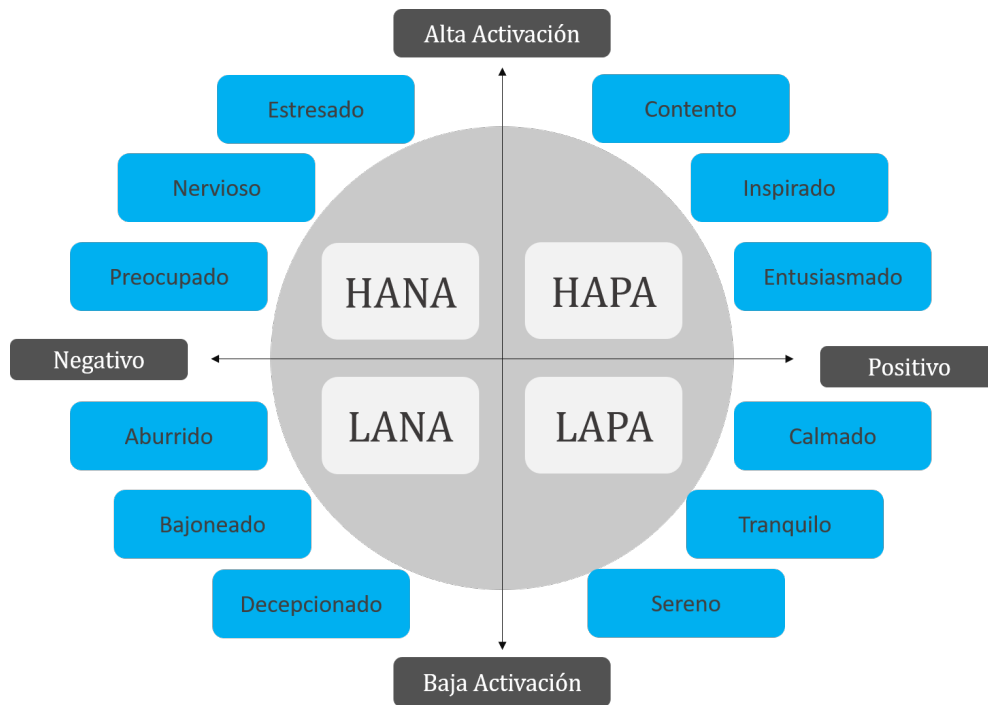 Alta Activación
Estresado
Contento
Nervioso
Inspirado
Preocupado
HANA
HAPA
Entusiasmado
Negativo
Positivo
Aburrido
LANA
LAPA
Calmado
Bajoneado
Tranquilo
Decepcionado
Sereno
Baja Activación